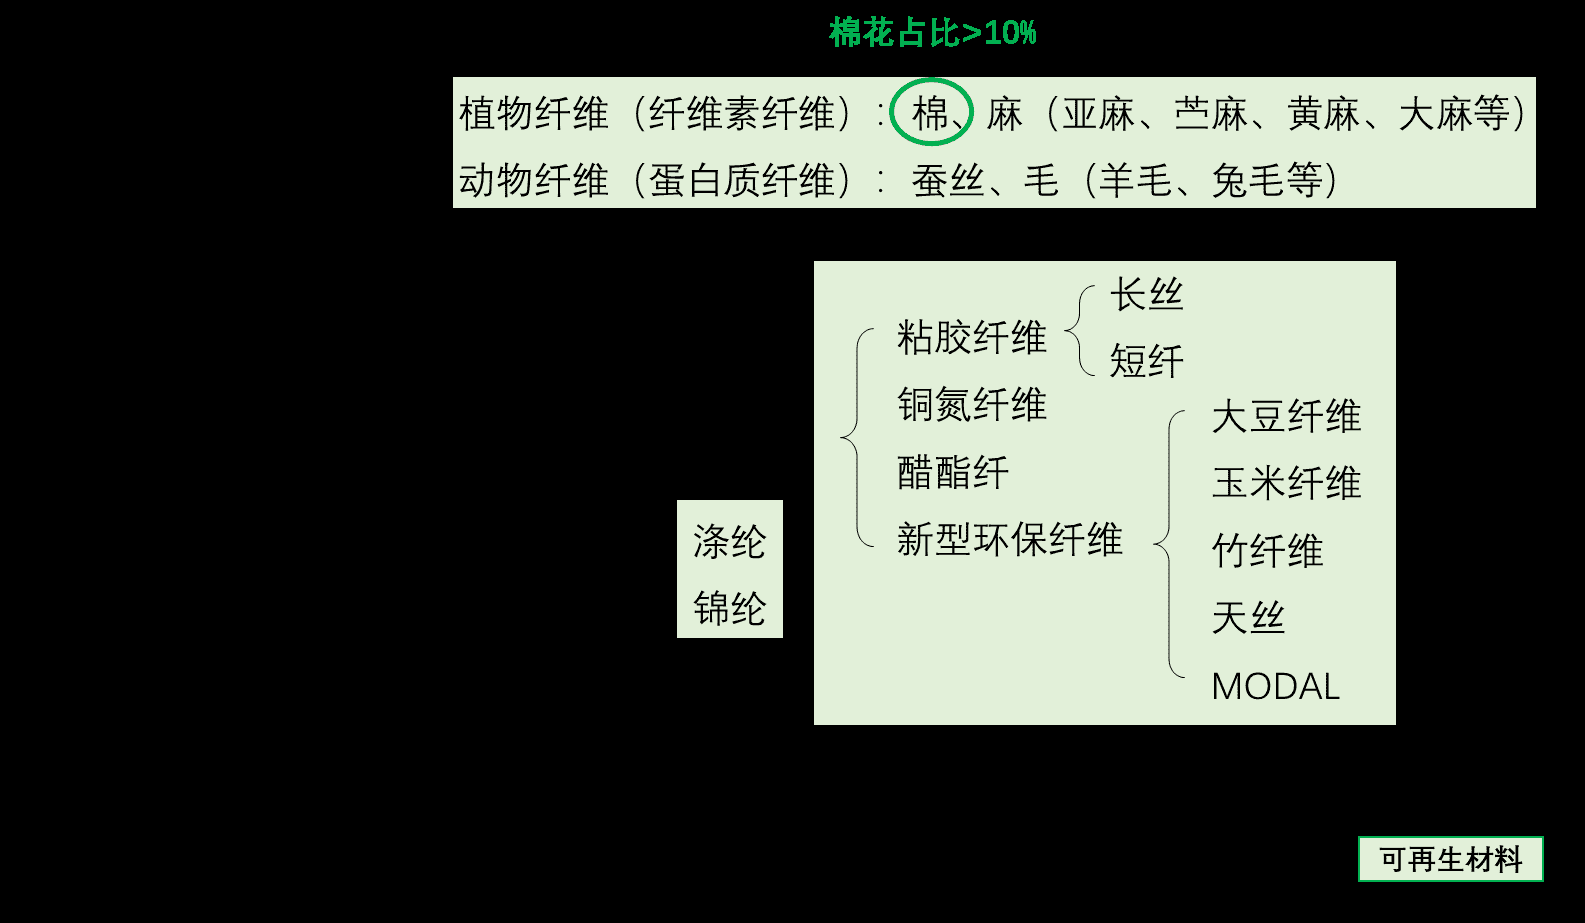 棉花占比>10%
植物纤维（纤维素纤维）：棉、麻（亚麻、苎麻、黄麻、大麻等）
动物纤维（蛋白质纤维）：蚕丝、毛（羊毛、兔毛等）
长丝
粘胶纤维
短纤
铜氮纤维
大豆纤维
醋酯纤
玉米纤维
新型环保纤维
涤纶
竹纤维
锦纶
天丝
MODAL
可再生材料